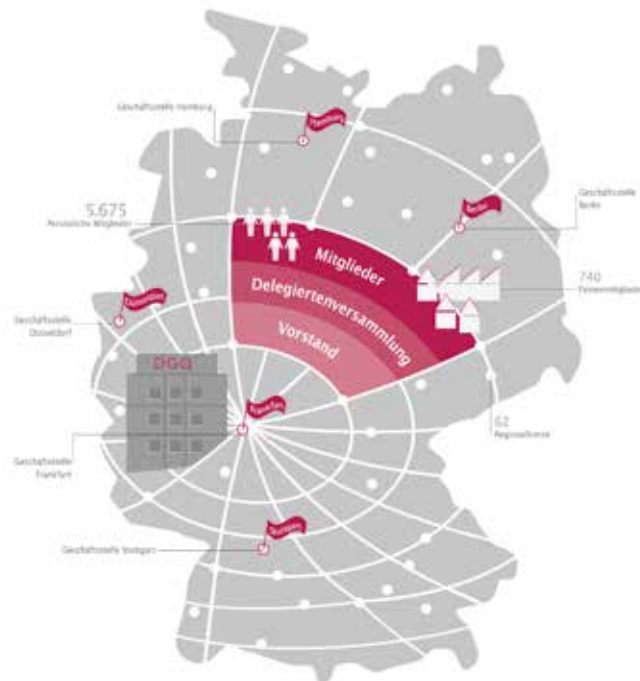 Geschäftsstelle Hamburg
Hamburg
Geschäftsstelle
Berlin
Berlin
5.675
Persönliche Mitglieder
Mitglieder
740
Firmenmitglieder
Delegiertenversammlung
Düsseldorf
Vorstand
Geschäftsstelle
Düsseldorf
DGQ
Frankfurt
62
Regionalkreise
Geschäftsstelle
Frankfurt
Stuttgart
Geschäftsstelle Stuttgart